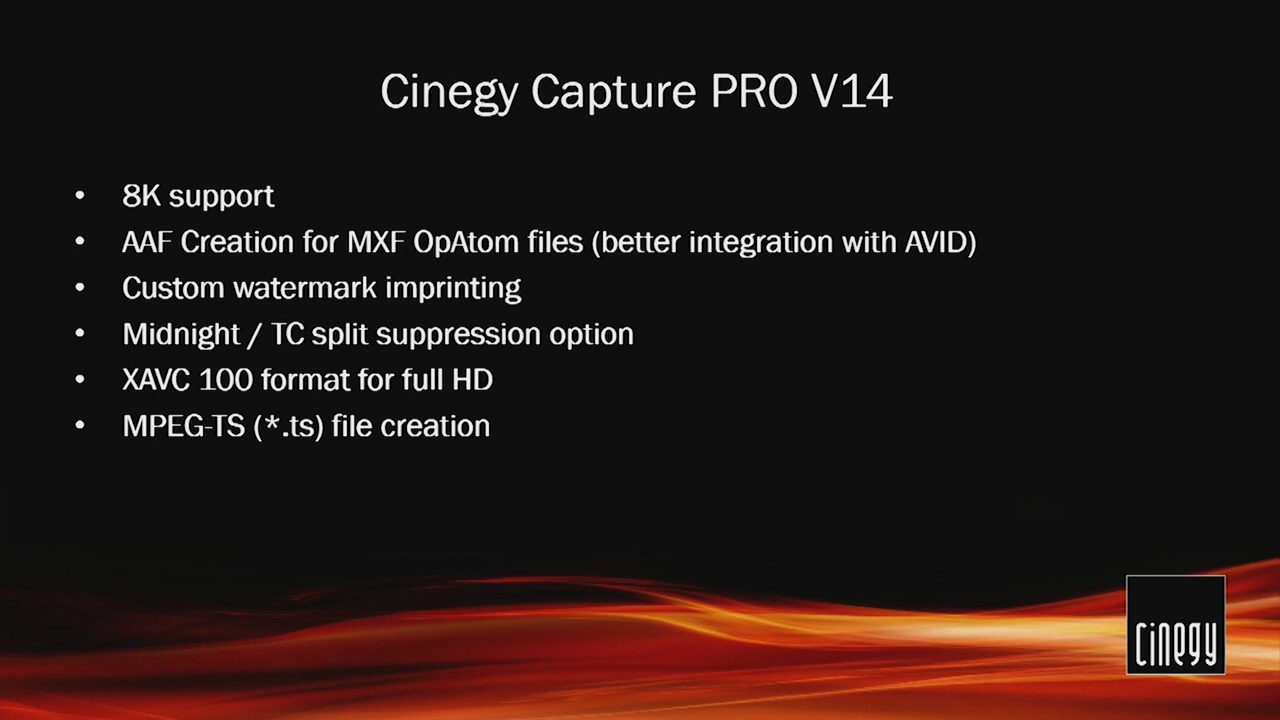 Cinegy Capture PRO V14
• 8K support
• AAF Creation for MXF OpAtom files (better integration with AVID)
• Custom watermark imprinting
• Midnight / TC split suppression option
• XAVC 100 format for full HD
• MPEG-TS (*.ts) file creation
cinegy